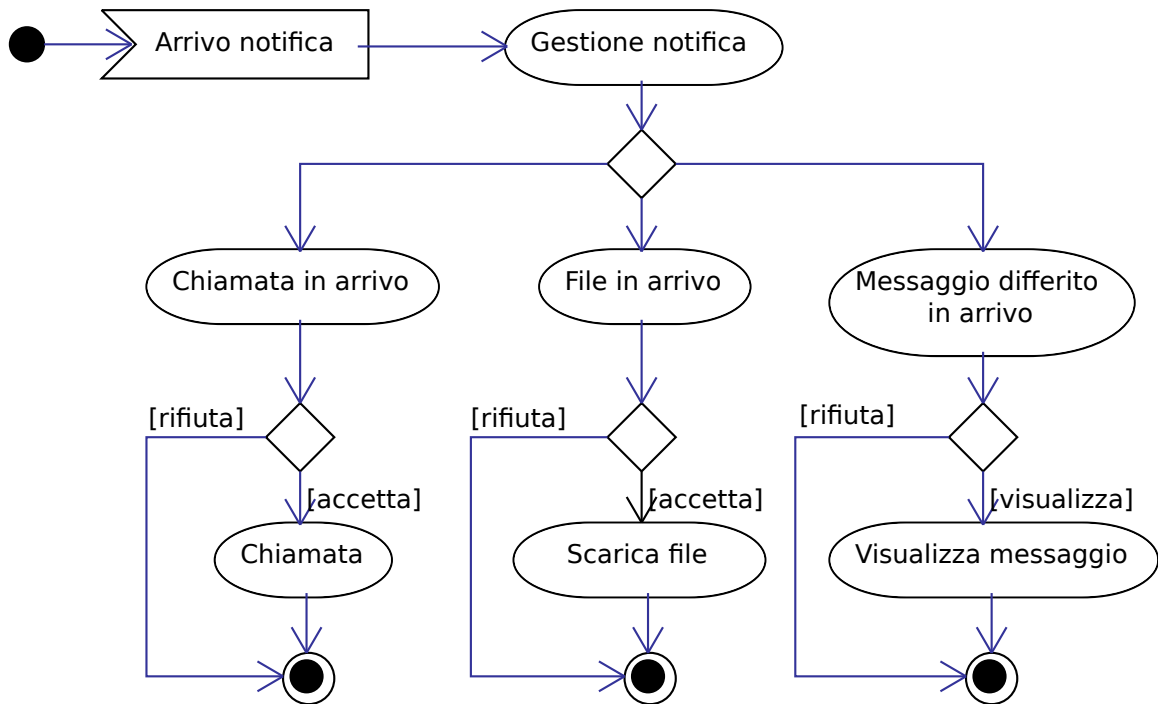 Arrivo notifica
Gestione notifica
Chiamata in arrivo
File in arrivo
Messaggio differito
in arrivo
[rifiuta]
[rifiuta]
[rifiuta]
[accetta]
[accetta]
[visualizza]
Chiamata
Scarica file
Visualizza messaggio